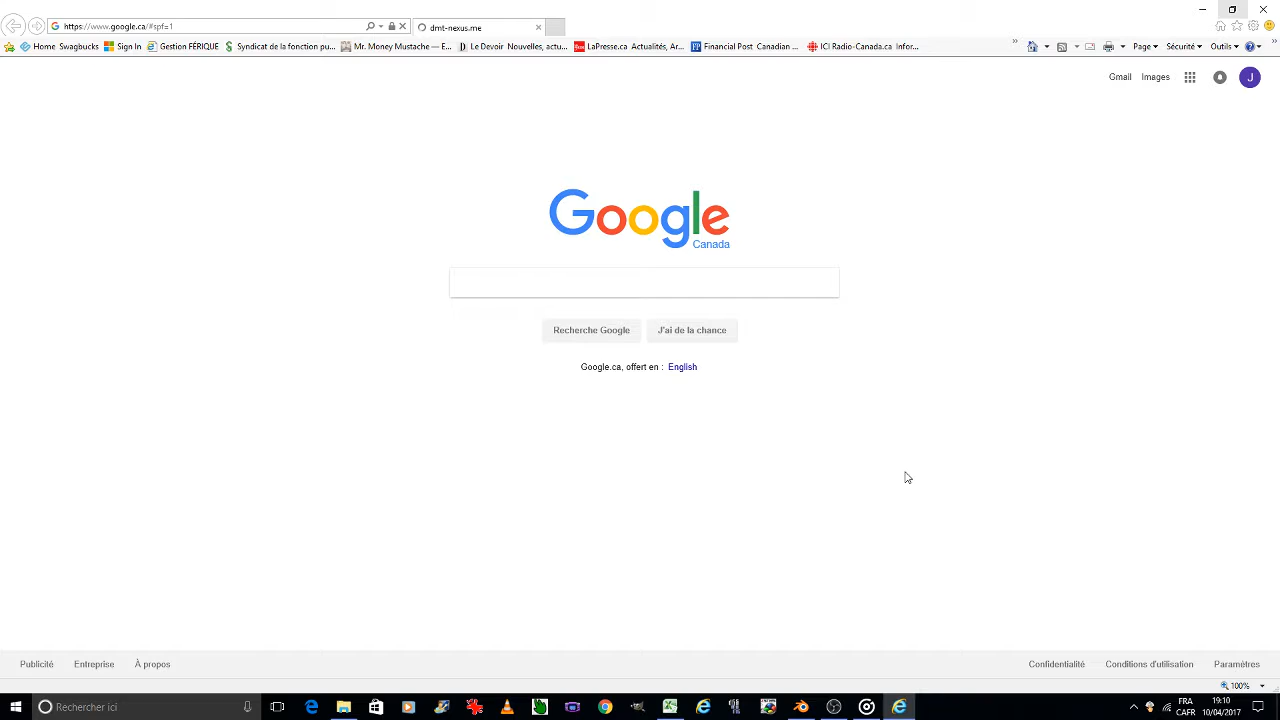 https://www.google.ca/#spf=1
dmt-nexus.me
Home Swagbucks
Sign In
Gestion FÉRIQUE
Syndicat de la fonction pu...
Mr. Money Mustache — E...
Le Devoir Nouvelles, actu...
LaPresse.ca Actualités, Ar...
Financial Post Canadian ...
ICI Radio-Canada.ca Infor...
Page
Sécurité
Outils
Gmail
Images
J
Google
Canada
Recherche Google
J'ai de la chance
Google.ca, offert en : English
Publicité
Entreprise
À propos
Confidentialité
Conditions d'utilisation
Paramètres
100%
Rechercher ici
FRA
CAFR
19:10
10/04/2017